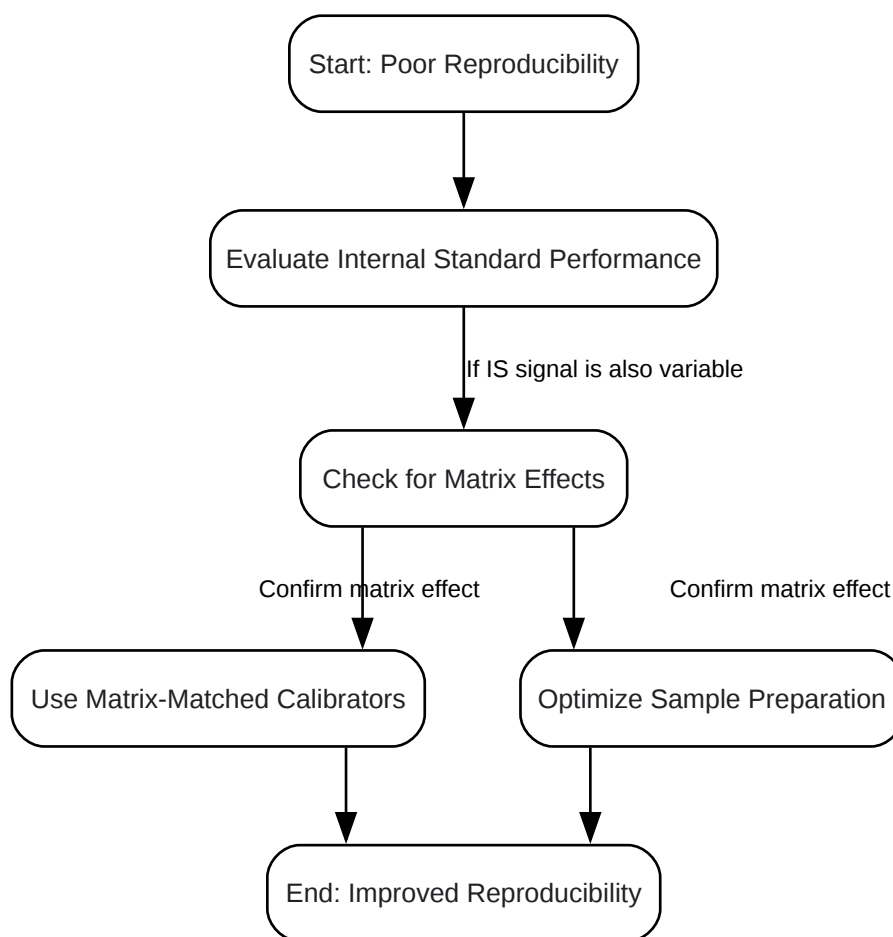 Start: Poor Reproducibility
Evaluate Internal Standard Performance
If IS signal is also variable
Check for Matrix Effects
Confirm matrix effect
Confirm matrix effect
Use Matrix-Matched Calibrators
Optimize Sample Preparation
End: Improved Reproducibility